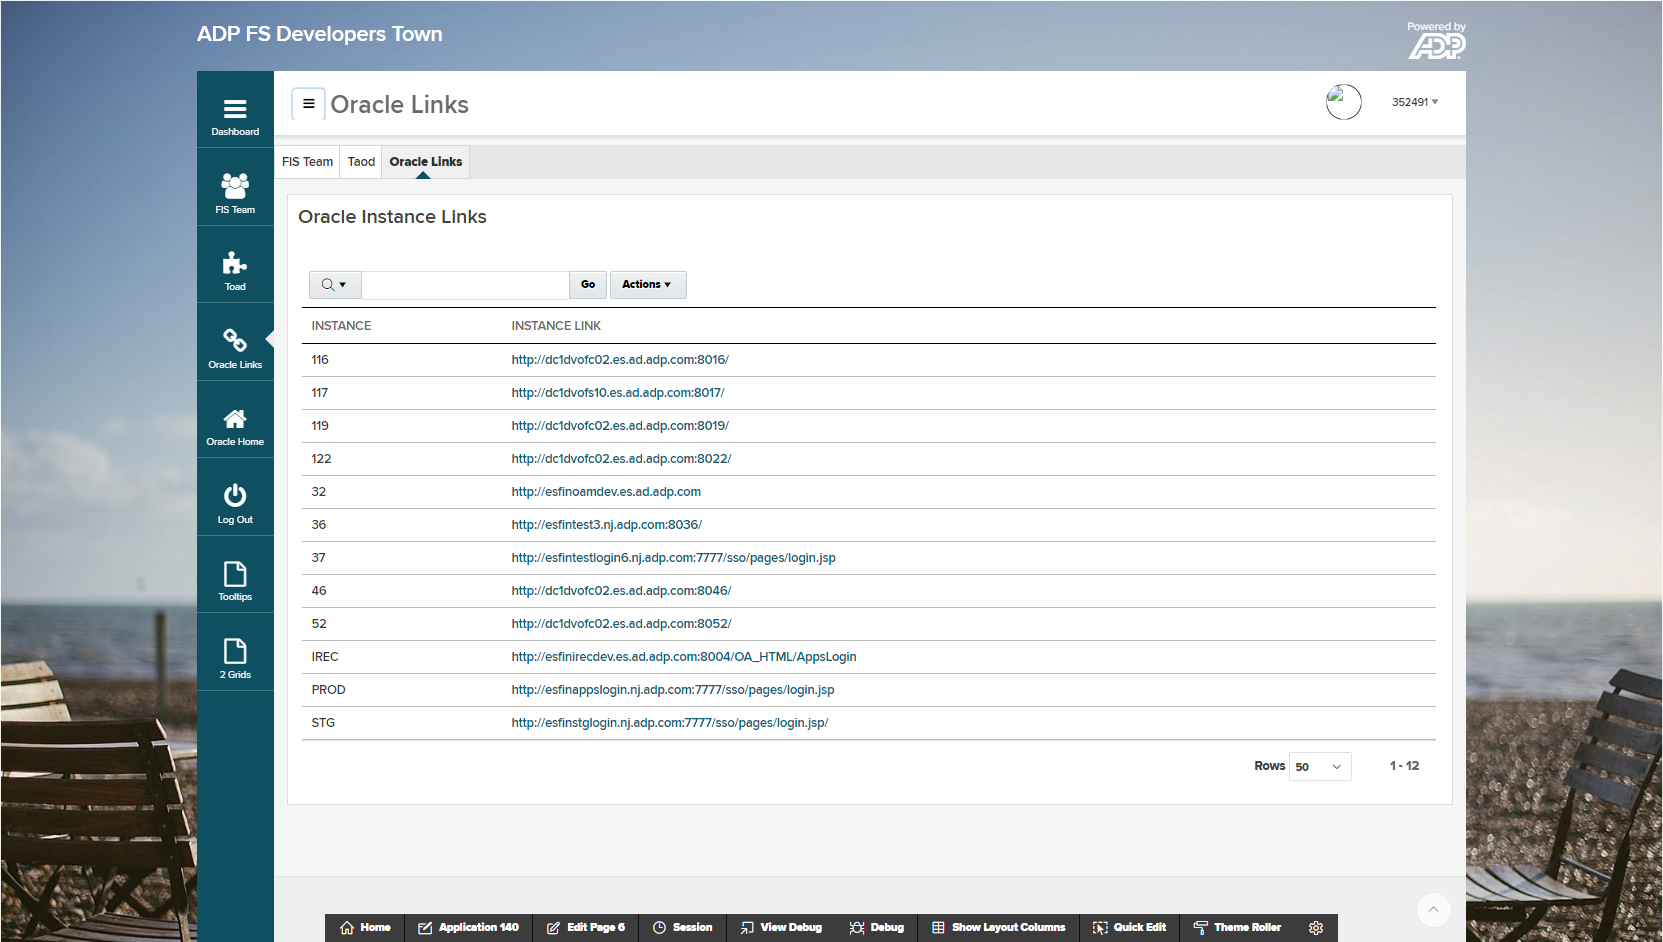 ADP FS Developers Town
Powered by
ADP
Dashboard
FIS Team
Toad
Oracle Links
Oracle Home
Log Out
Tooltips
2 Grids
Oracle Links
352491
FIS Team Taod Oracle Links
Oracle Instance LInks
Go Actions
INSTANCE INSTANCE LINK
116 http://dc1dvofc02.es.ad.adp.com:8016/
117 http://dc1dvofs10.es.ad.adp.com:8017/
119 http://dc1dvofc02.es.ad.adp.com:8019/
122 http://dc1dvofc02.es.ad.adp.com:8022/
32 http://esfinoamdev.es.ad.adp.com
36 http://esfintest3.nj.adp.com:8036/
37 http://esfintestlogin6.nj.adp.com:7777/sso/pages/login.jsp
46 http://dc1dvofc02.es.ad.adp.com:8046/
52 http://dc1dvofc02.es.ad.adp.com:8052/
IREC http://esfinirecdev.es.ad.adp.com:8004/OA_HTML/AppsLogin
PROD http://esfinappslogin.nj.adp.com:7777/sso/pages/login.jsp
STG http://esfinstglogin.nj.adp.com:7777/sso/pages/login.jsp/
Rows 50 1 - 12
Home Application 140 Edit Page 6 Session View Debug Debug Show Layout Columns Quick Edit Theme Roller